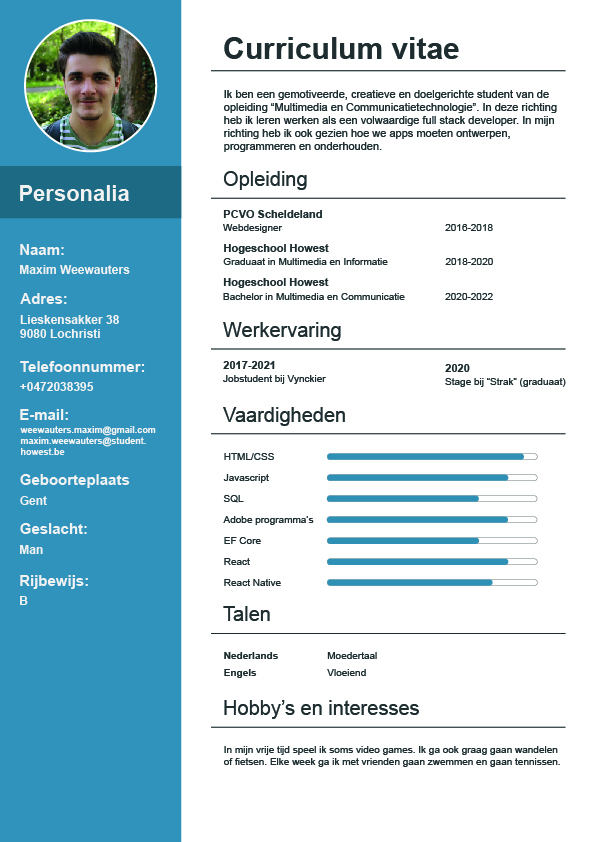 Personalia
Naam:
Maxim Weewauters
Adres:
Lieskensakker 38
9080 Lochristi
Telefoonnummer:
+0472038395
E-mail:
weewauters.maxim@gmail.com
maxim.weewauters@student.
howest.be
Geboorteplaats
Gent
Geslacht:
Man
Rijbewijs:
B
Curriculum vitae
Ik ben een gemotiveerde, creatieve en doelgerichte student van de
opleiding “Multimedia en Communicatietechnologie”. In deze richting
heb ik leren werken als een volwaardige full stack developer. In mijn
richting heb ik ook gezien hoe we apps moeten ontwerpen,
programmeren en onderhouden.
Opleiding
PCVO Scheldeland
Webdesigner 2016-2018
Hogeschool Howest
Graduaat in Multimedia en Informatie 2018-2020
Hogeschool Howest
Bachelor in Multimedia en Communicatie 2020-2022
Werkervaring
2017-2021
Jobstudent bij Vynckier
2020
Stage bij “Strak” (graduaat)
Vaardigheden
HTML/CSS
Javascript
SQL
Adobe programma’s
EF Core
React
React Native
Talen
Nederlands Moedertaal
Engels Vloeiend
Hobby’s en interesses
In mijn vrije tijd speel ik soms video games. Ik ga ook graag gaan wandelen
of fietsen. Elke week ga ik met vrienden gaan zwemmen en gaan tennissen.